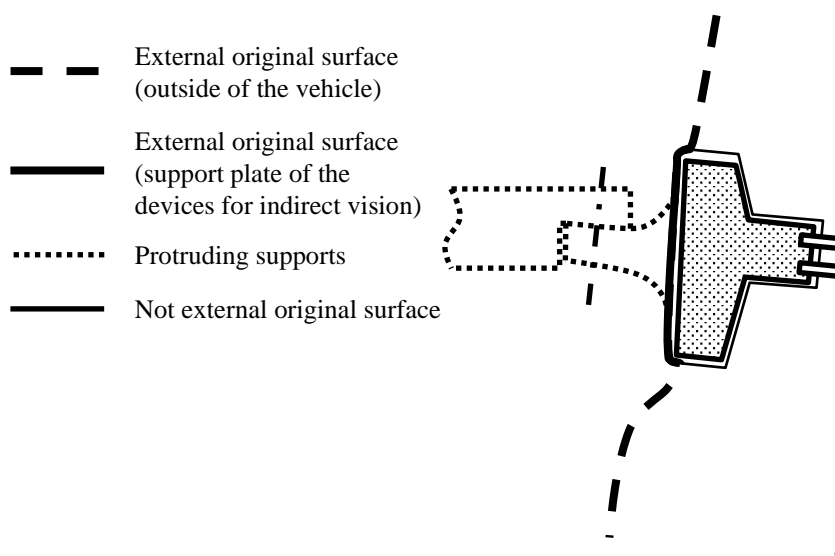 External original surface
(outside of the vehicle)
External original surface
(support plate of the
devices for indirect vision)
Protruding supports
Not external original surface